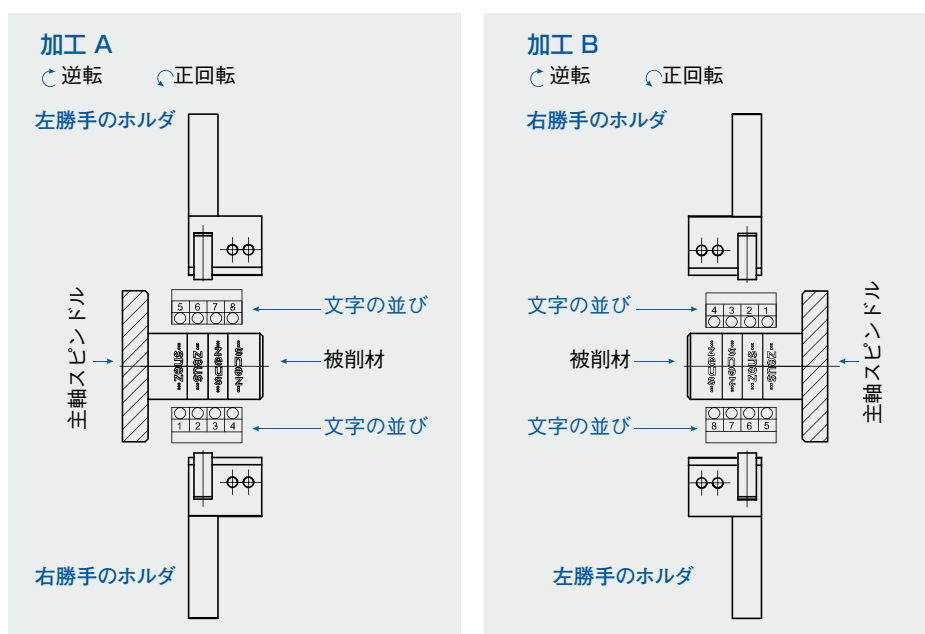 加工 A
逆転 正回転
左勝手のホルダ
5 6 7 8
文字の並び
主軸スピンドル
被削材
1 2 3 4
文字の並び
右勝手のホルダ
加工 B
逆転 正回転
右勝手のホルダ
4 3 2 1
文字の並び
被削材
主軸スピンドル
8 7 6 5
文字の並び
左勝手のホルダ